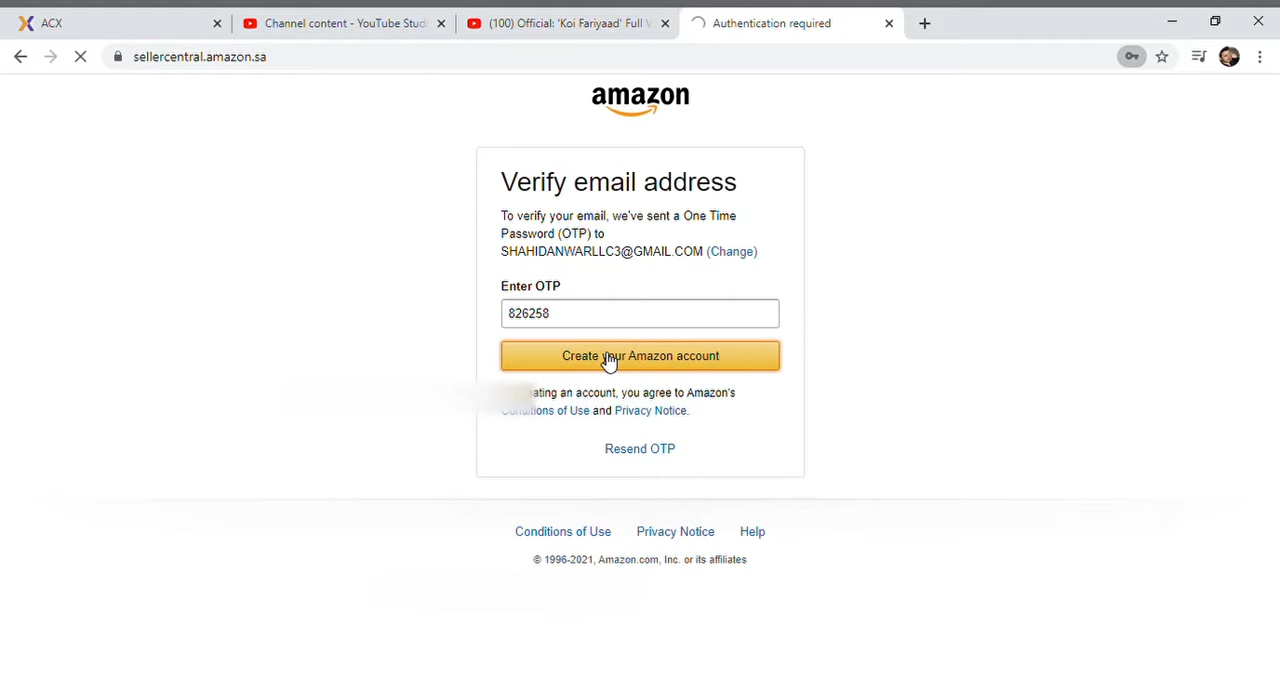 ACX
Channel content - YouTube Studi
(100) Official: 'Koi Fariyaad' Full V
Authentication required
sellercentral.amazon.sa
amazon
Verify email address
To verify your email, we've sent a One Time
Password (OTP) to
SHAHIDANWARLLC3@GMAIL.COM (Change)
Enter OTP
826258
Create your Amazon account
eating an account, you agree to Amazon's
Conditions of Use and Privacy Notice.
Resend OTP
Conditions of Use Privacy Notice Help
© 1996-2021, Amazon.com, Inc. or its affiliates